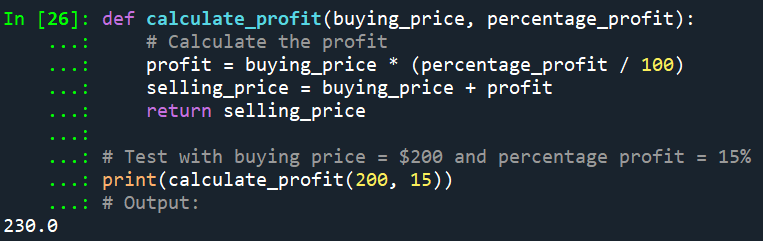 In [26]: def calculate_profit(buying_price, percentage_profit):
    ...:     # Calculate the profit
    ...:     profit = buying_price * (percentage_profit / 100)
    ...:     selling_price = buying_price + profit
    ...:     return selling_price
    ...:
    ...: # Test with buying price = $200 and percentage profit = 15%
    ...: print(calculate_profit(200, 15))
    ...: # Output:
230.0